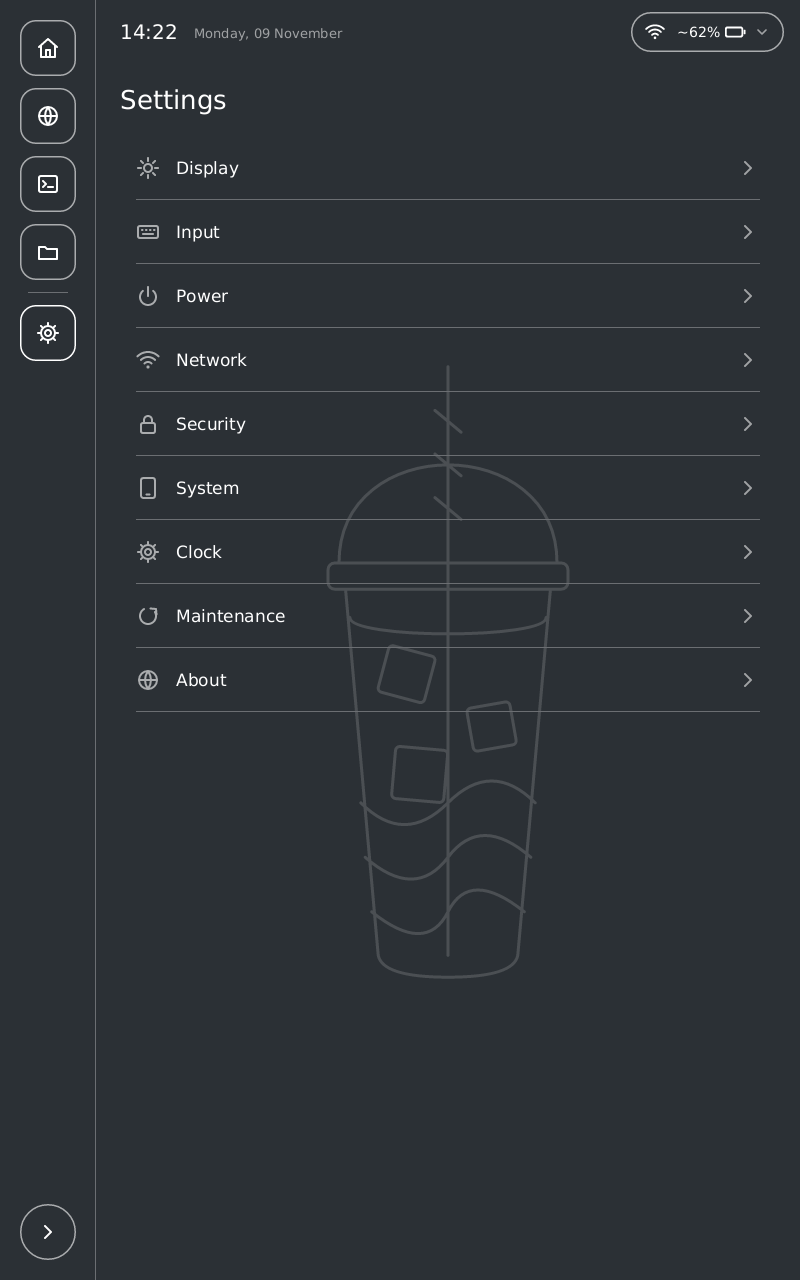 14:22 Monday, 09 November ~62%
Settings
Display
Input
Power
Network
Security
System
Clock
Maintenance
About